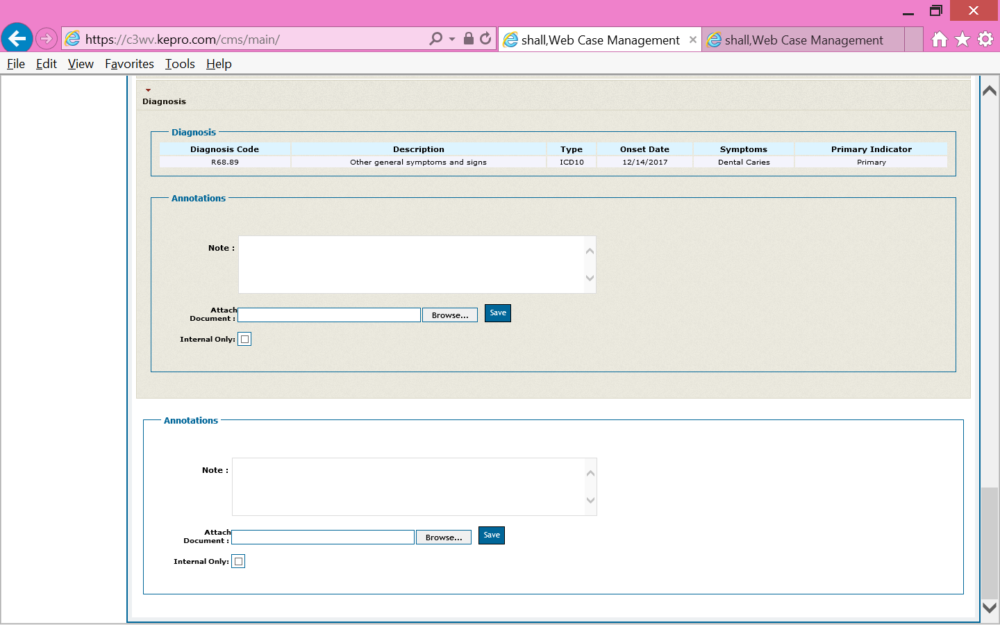 https://c3wv.kepro.com/cms/main/
shall,Web Case Management
shall,Web Case Management
File Edit View Favorites Tools Help
Diagnosis
Diagnosis
Diagnosis Code Description Type Onset Date Symptoms Primary Indicator
R68.89 Other general symptoms and signs ICD10 12/14/2017 Dental Caries Primary
Annotations
Note :
Attach
Document : Browse... Save
Internal Only:
Annotations
Note :
Attach
Document : Browse... Save
Internal Only: